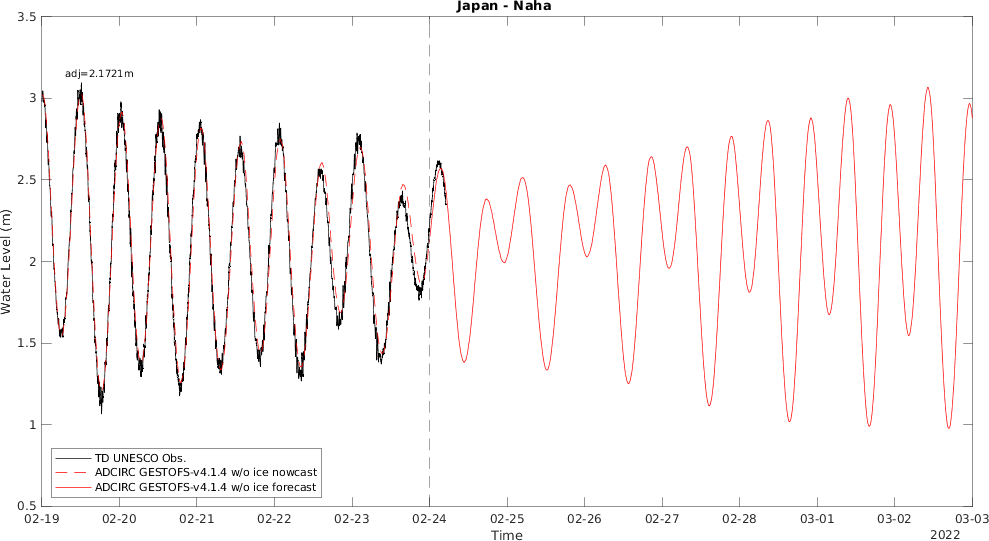 Japan - Naha
adj=2.1721m
3.5
3
2.5
2
1.5
1
0.5
Water Level (m)
TD UNESCO Obs.
ADCIRC GESTOFS-v4.1.4 w/o ice nowcast
ADCIRC GESTOFS-v4.1.4 w/o ice forecast
02-19 02-20 02-21 02-22 02-23 02-24 02-25 02-26 02-27 02-28 03-01 03-02 03-03
Time
2022